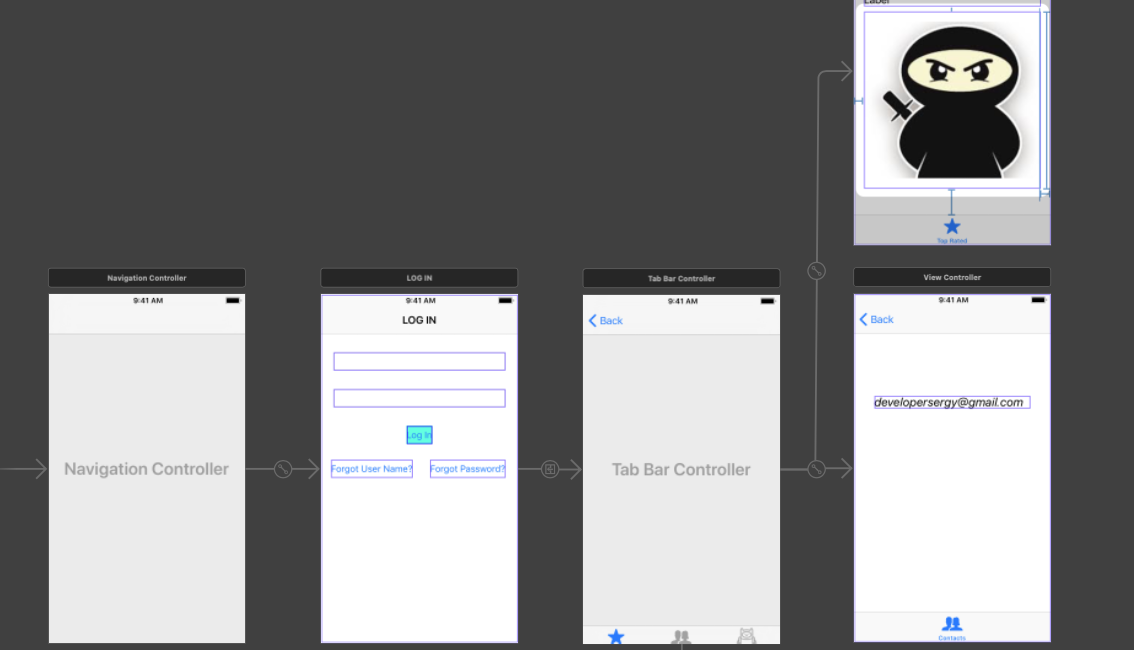 Label
Top Rated
Navigation Controller
LOG IN
Tab Bar Controller
View Controller
9:41 AM
9:41 AM
9:41 AM
9:41 AM
LOG IN
Back
Back
developersergy@gmail.com
Log In
Forgot User Name?
Forgot Password?
Navigation Controller
Tab Bar Controller
Contacts